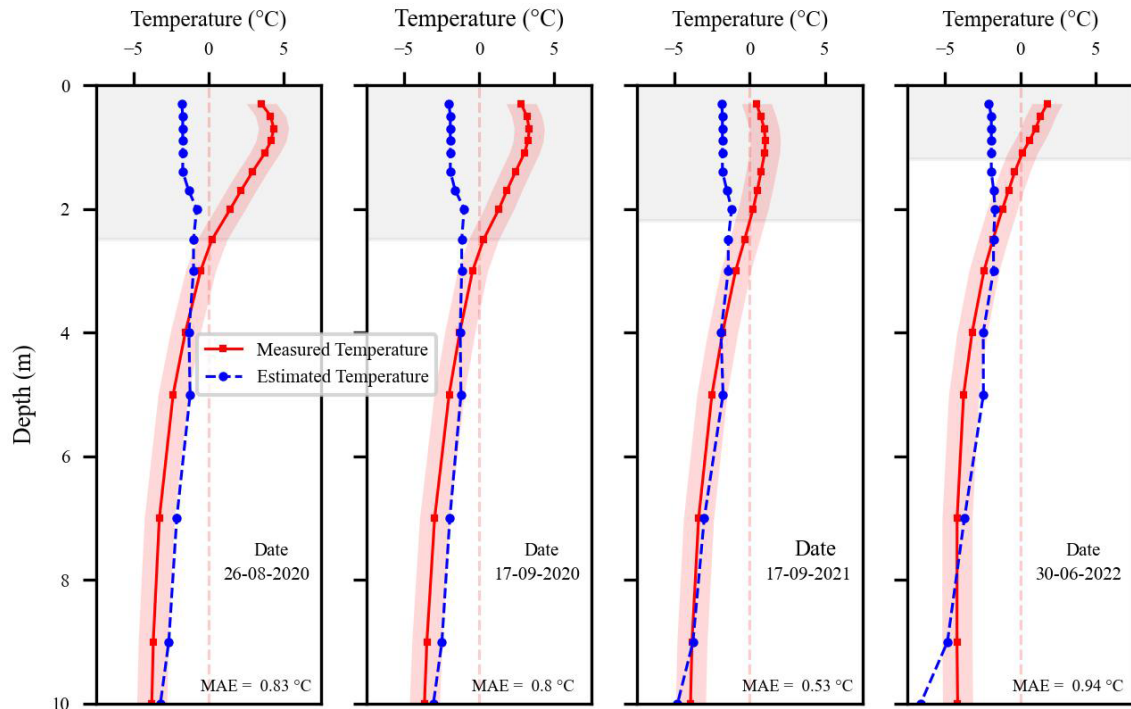 Temperature (°C) Temperature (°C) Temperature (°C) Temperature (°C)
−5 0 5 −5 0 5 −5 0 5 −5 0 5
0
2
4
6
8
10
Depth (m)
Measured Temperature
Estimated Temperature
Date
26-08-2020
MAE = 0.83 °C
Date
17-09-2020
MAE = 0.8 °C
Date
17-09-2021
MAE = 0.53 °C
Date
30-06-2022
MAE = 0.94 °C